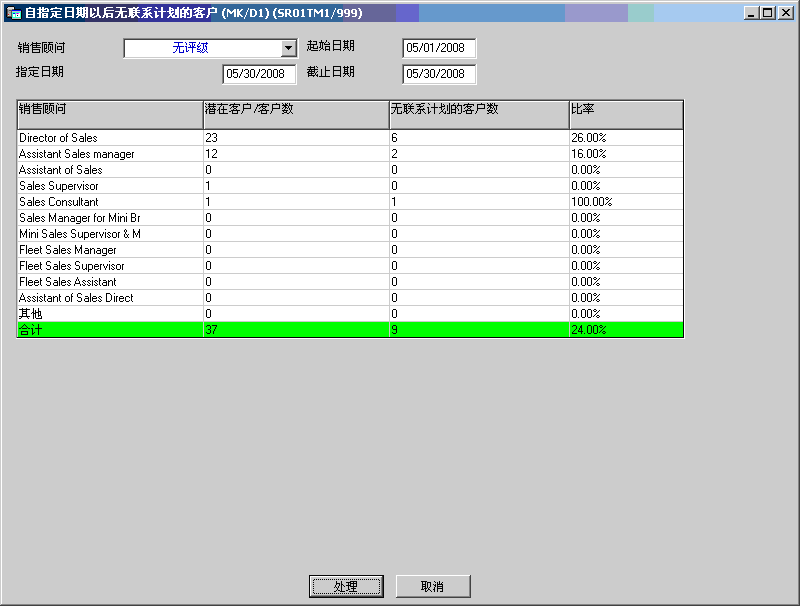 自指定日期以后无联系计划的客户 (MK/D1) (SR01TM1/999)
销售顾问 无评级 起始日期 05/01/2008
指定日期 05/30/2008 截止日期 05/30/2008
销售顾问 潜在客户/客户数 无联系计划的客户数 比率
Director of Sales 23 6 26.00%
Assistant Sales manager 12 2 16.00%
Assistant of Sales 0 0 0.00%
Sales Supervisor 1 0 0.00%
Sales Consultant 1 1 100.00%
Sales Manager for Mini Br 0 0 0.00%
Mini Sales Supervisor & M 0 0 0.00%
Fleet Sales Manager 0 0 0.00%
Fleet Sales Supervisor 0 0 0.00%
Fleet Sales Assistant 0 0 0.00%
Assistant of Sales Direct 0 0 0.00%
其他 0 0 0.00%
合计 37 9 24.00%
处理 取消